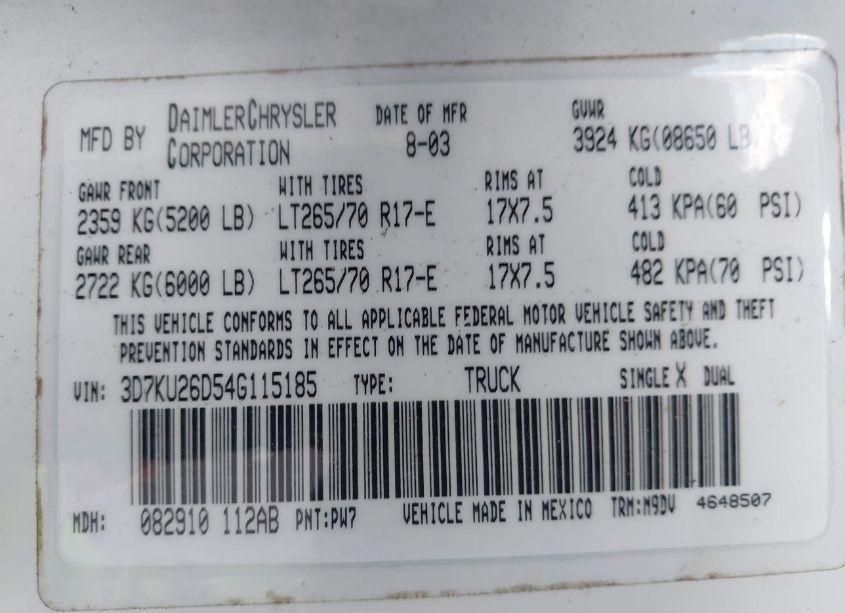 MFD BY DAIMLERCHRYSLER CORPORATION DATE OF MFR 8-03 GVWR 3924 KG(08650 LB)
GAWR FRONT WITH TIRES RIMS AT COLD
2359 KG(5200 LB) LT265/70 R17-E 17X7.5 413 KPA(60 PSI)
GAWR REAR WITH TIRES RIMS AT COLD
2722 KG(6000 LB) LT265/70 R17-E 17X7.5 482 KPA(70 PSI)
THIS VEHICLE CONFORMS TO ALL APPLICABLE FEDERAL MOTOR VEHICLE SAFETY AND THEFT
PREVENTION STANDARDS IN EFFECT ON THE DATE OF MANUFACTURE SHOWN ABOVE.
VIN: 3D7KU26D54G115185 TYPE: TRUCK SINGLE X DUAL
MDH: 082910 112AB PNT:PW7 VEHICLE MADE IN MEXICO TRM:M9DV 4648507